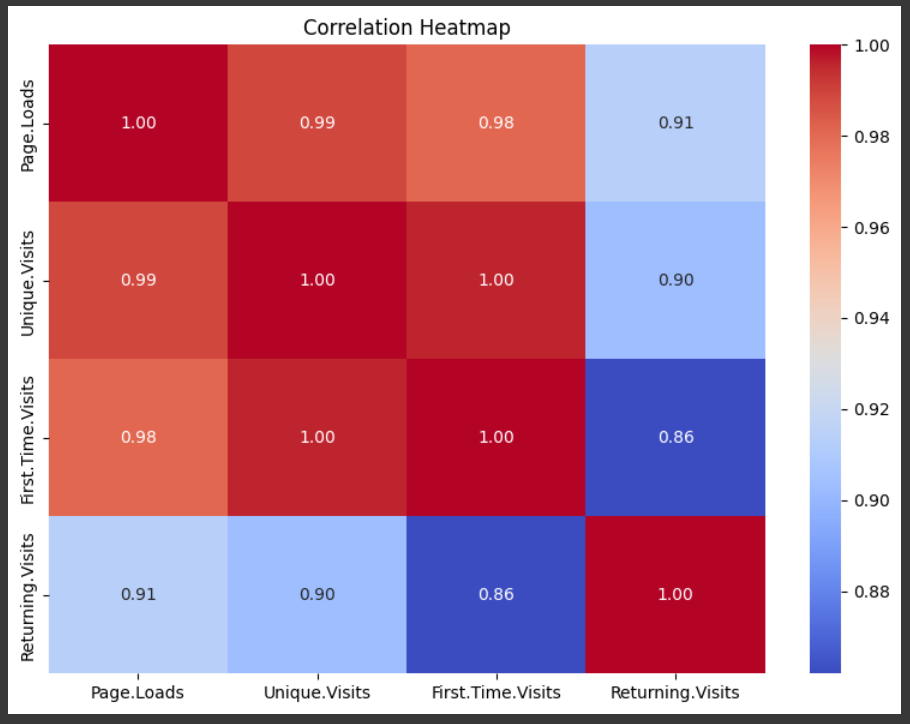 Correlation Heatmap
Page.Loads
1.00 0.99 0.98 0.91
Unique.Visits
0.99 1.00 1.00 0.90
First.Time.Visits
0.98 1.00 1.00 0.86
Returning.Visits
0.91 0.90 0.86 1.00
Page.Loads Unique.Visits First.Time.Visits Returning.Visits
1.00
0.98
0.96
0.94
0.92
0.90
0.88